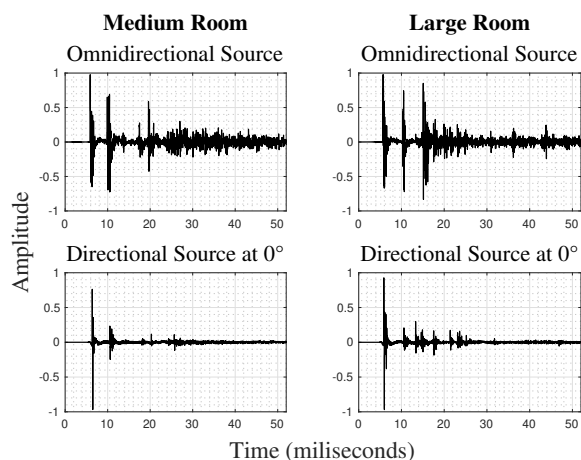 Medium Room Large Room
Omnidirectional Source Omnidirectional Source
1 1
0.5 0.5
0 0
-0.5 -0.5
-1 -1
0 10 20 30 40 50 0 10 20 30 40 50
Amplitude
Directional Source at 0° Directional Source at 0°
1 1
0.5 0.5
0 0
-0.5 -0.5
-1 -1
0 10 20 30 40 50 0 10 20 30 40 50
Time (miliseconds)